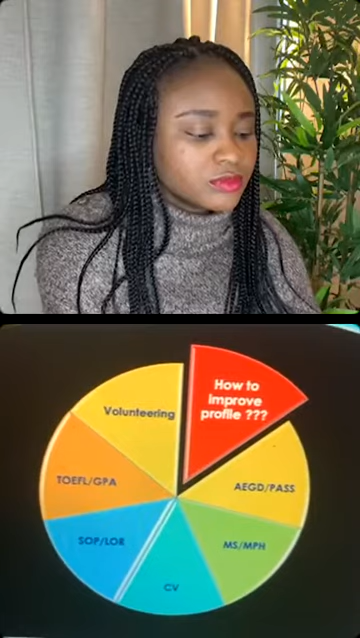 How to
improve
profile ???
AEGD/PASS
MS/MPH
CV
SOP/LOR
TOEFL/GPA
Volunteering